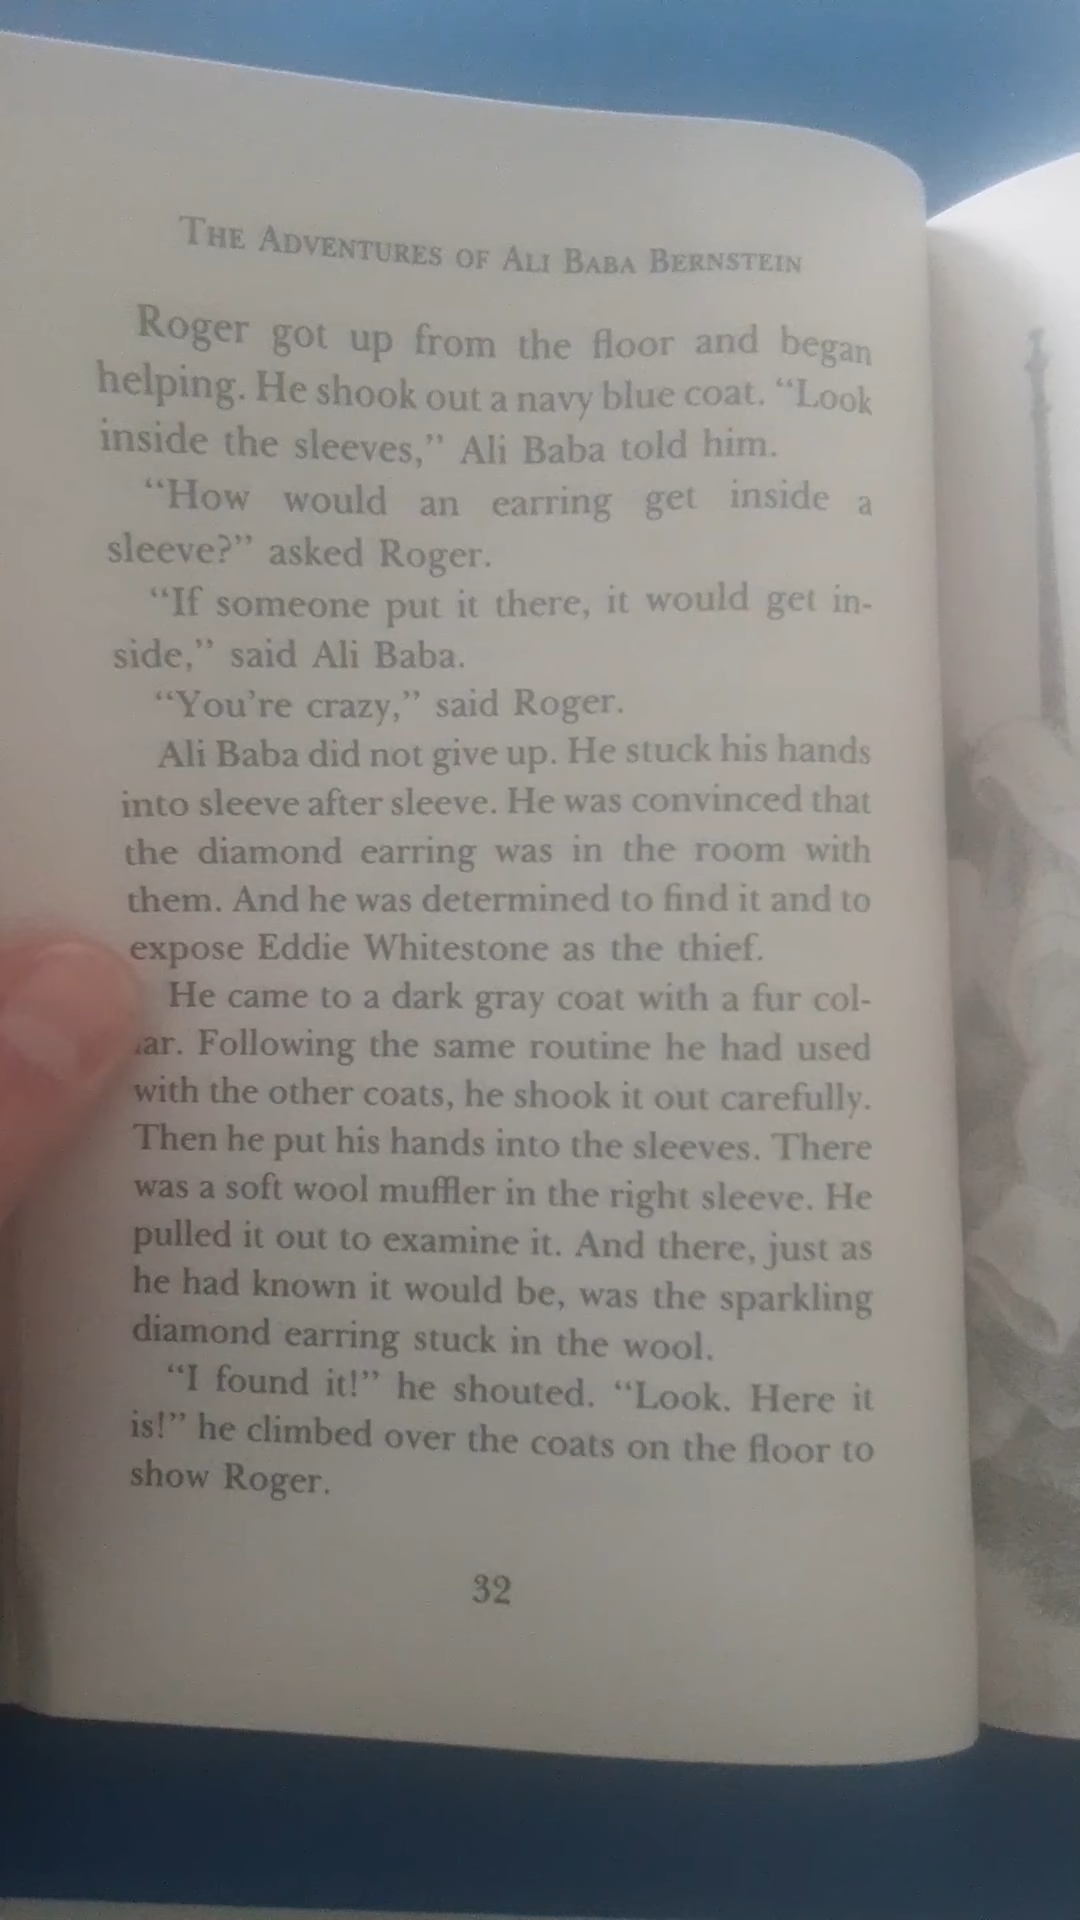 THE ADVENTURES OF ALI BABA BERNSTEIN
Roger got up from the floor and began
helping. He shook out a navy blue coat. “Look
inside the sleeves,” Ali Baba told him.
“How would an earring get inside a
sleeve?” asked Roger.
“If someone put it there, it would get in-
side,” said Ali Baba.
“You're crazy,” said Roger.
Ali Baba did not give up. He stuck his hands
into sleeve after sleeve. He was convinced that
the diamond earring was in the room with
them. And he was determined to find it and to
expose Eddie Whitestone as the thief.
He came to a dark gray coat with a fur col-
lar. Following the same routine he had used
with the other coats, he shook it out carefully.
Then he put his hands into the sleeves. There
was a soft wool muffler in the right sleeve. He
pulled it out to examine it. And there, just as
he had known it would be, was the sparkling
diamond earring stuck in the wool.
“I found it!” he shouted. “Look. Here it
is!” he climbed over the coats on the floor to
show Roger.
32